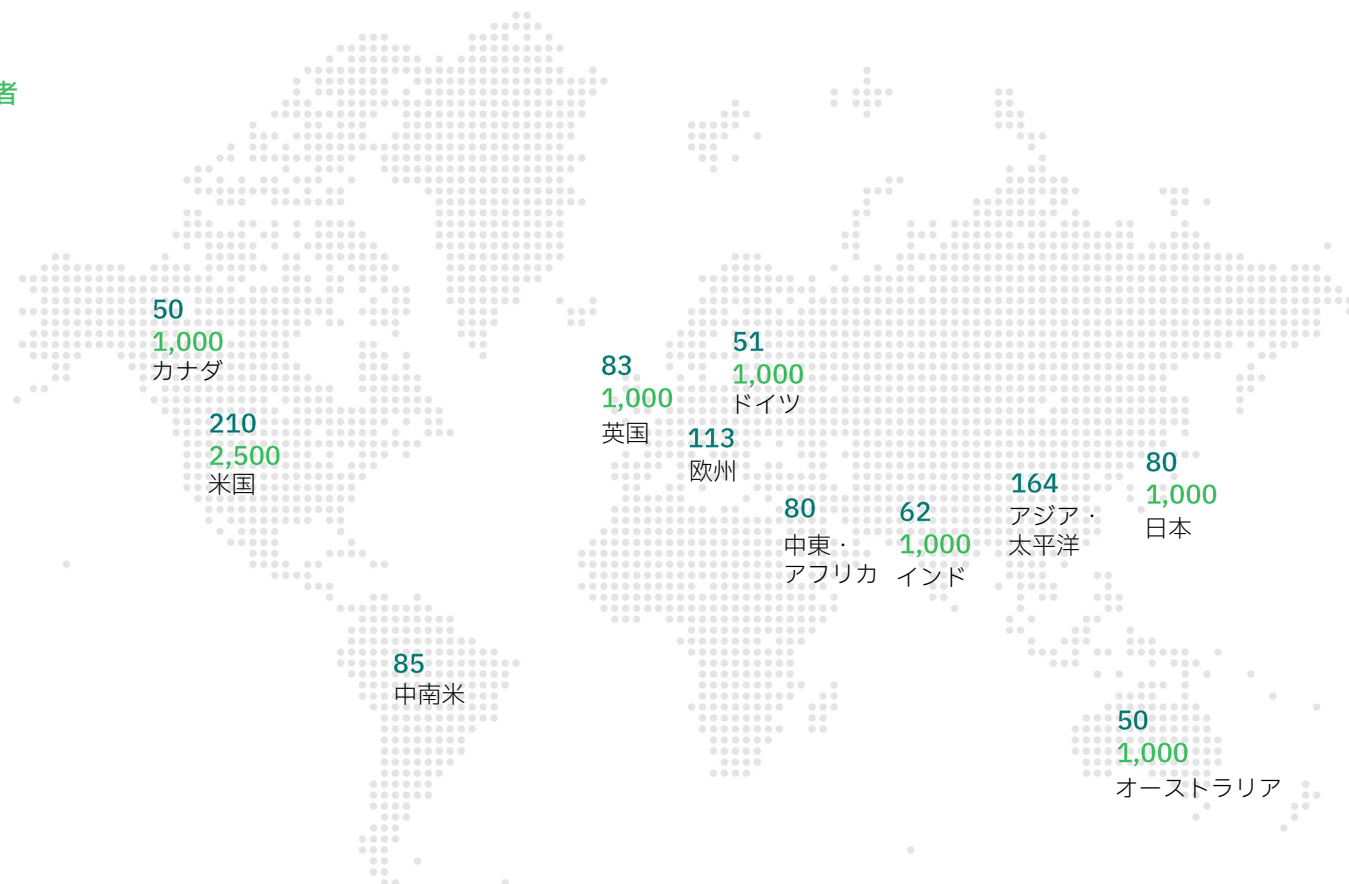 者
50
1,000
カナダ
210
2,500
米国
83
1,000
英国
51
1,000
ドイツ
113
欧州
80
中東・
アフリカ
62
1,000
インド
164
アジア・
太平洋
80
1,000
日本
85
中南米
50
1,000
オーストラリア